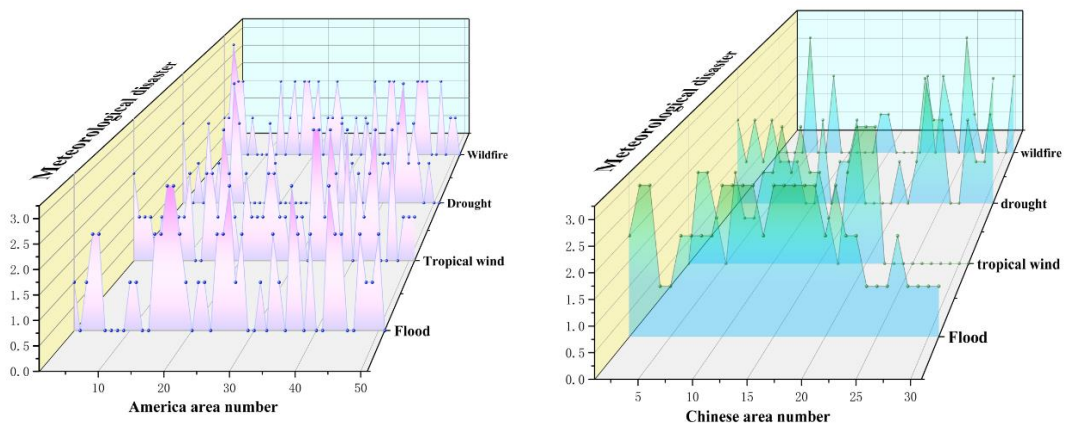 Meteorological disaster
3.0
2.5
2.0
1.5
1.0
0.5
0.0
10
20
30
40
50
America area number
Wildfire
Drought
Tropical wind
Flood
Meteorological disaster
3.0
2.5
2.0
1.5
1.0
0.5
0.0
5
10
15
20
25
30
Chinese area number
wildfire
drought
tropical wind
Flood